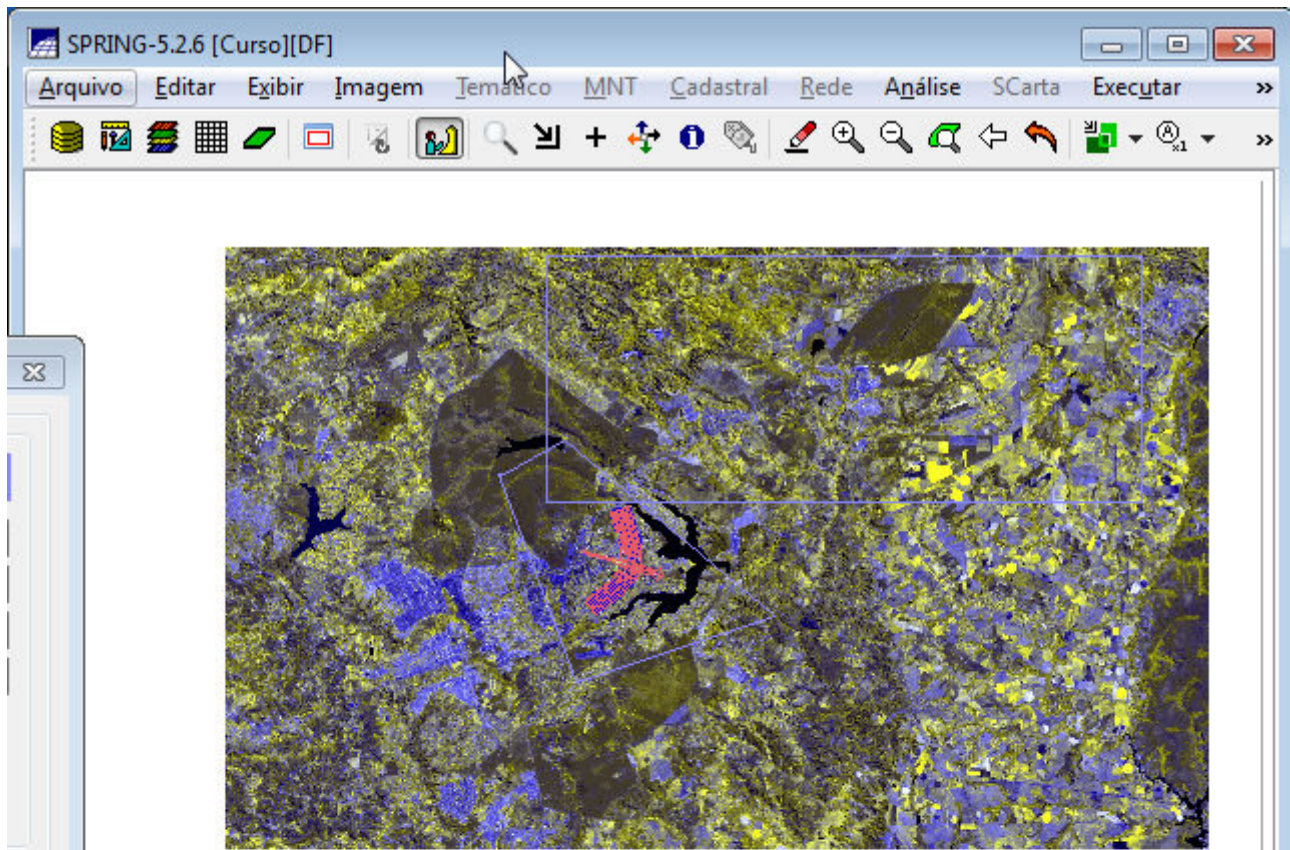 SPRING-5.2.6 [Curso][DF]
Arquivo Editar Exibir Imagem Temático MNT Cadastral Rede Análise SCarta Executar »
»